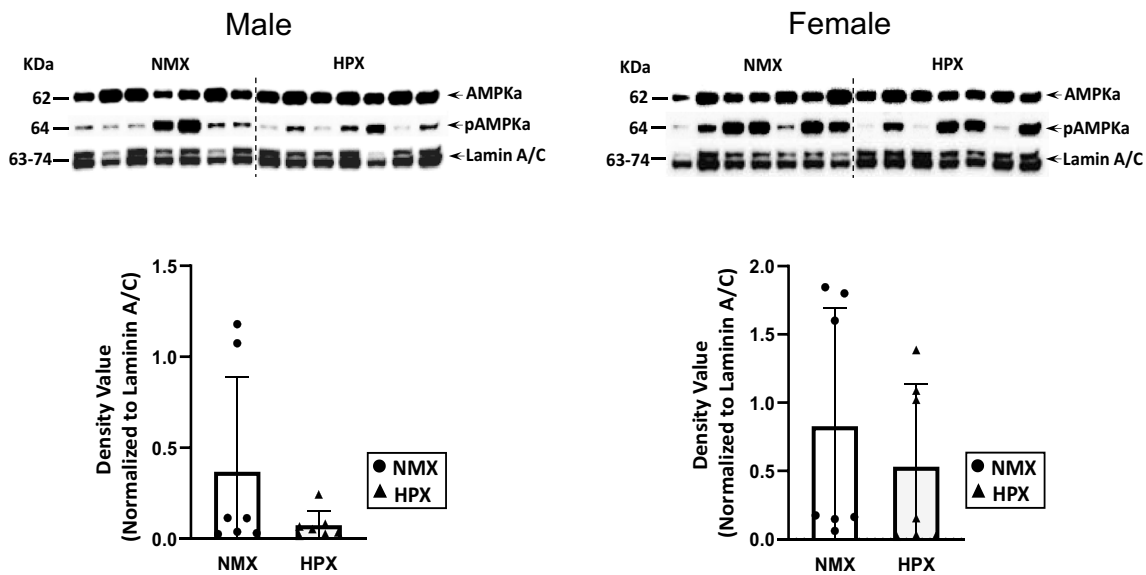 Male
Female
KDa NMX HPX
62 AMPKa
64 pAMPKa
63-74 Lamin A/C
KDa NMX HPX
62 AMPKa
64 pAMPKa
63-74 Lamin A/C
Density Value
(Normalized to Laminin A/C)
1.5
1.0
0.5
0.0
NMX HPX
NMX
HPX
Density Value
(Normalized to Laminin A/C)
2.0
1.5
1.0
0.5
0.0
NMX HPX
NMX
HPX